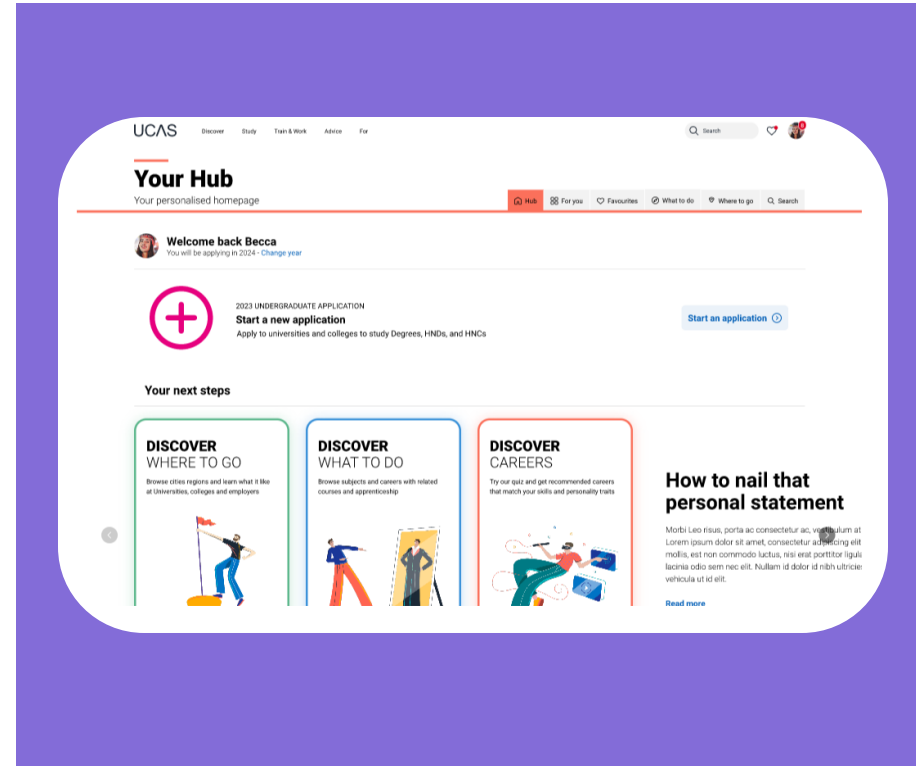 UCAS
Discover Study Train & Work Advice For
Search
Your Hub
Your personalised homepage
Hub For you Favourites What to do Where to go Search
Welcome back Becca
You will be applying in 2024 - Change year
2023 UNDERGRADUATE APPLICATION
Start a new application
Apply to universities and colleges to study Degrees, HNDs, and HNCs
Start an application
Your next steps
DISCOVER
WHERE TO GO
Browse cities regions and learn what it like
at Universities, colleges and employers
DISCOVER
WHAT TO DO
Browse subjects and careers with related
courses and apprenticeship
DISCOVER
CAREERS
Try our quiz and get recommended careers
that match your skills and personality traits
How to nail that
personal statement
Morbi Leo risus, porta ac consectetur ac, vestibulum at
Lorem ipsum dolor sit amet, consectetur adipiscing elit
mollis, est non commodo luctus, nisi erat porttitor ligula
lacinia odio sem nec elit. Nullam id dolor id nibh ultricies
vehicula ut id elit.
Read more